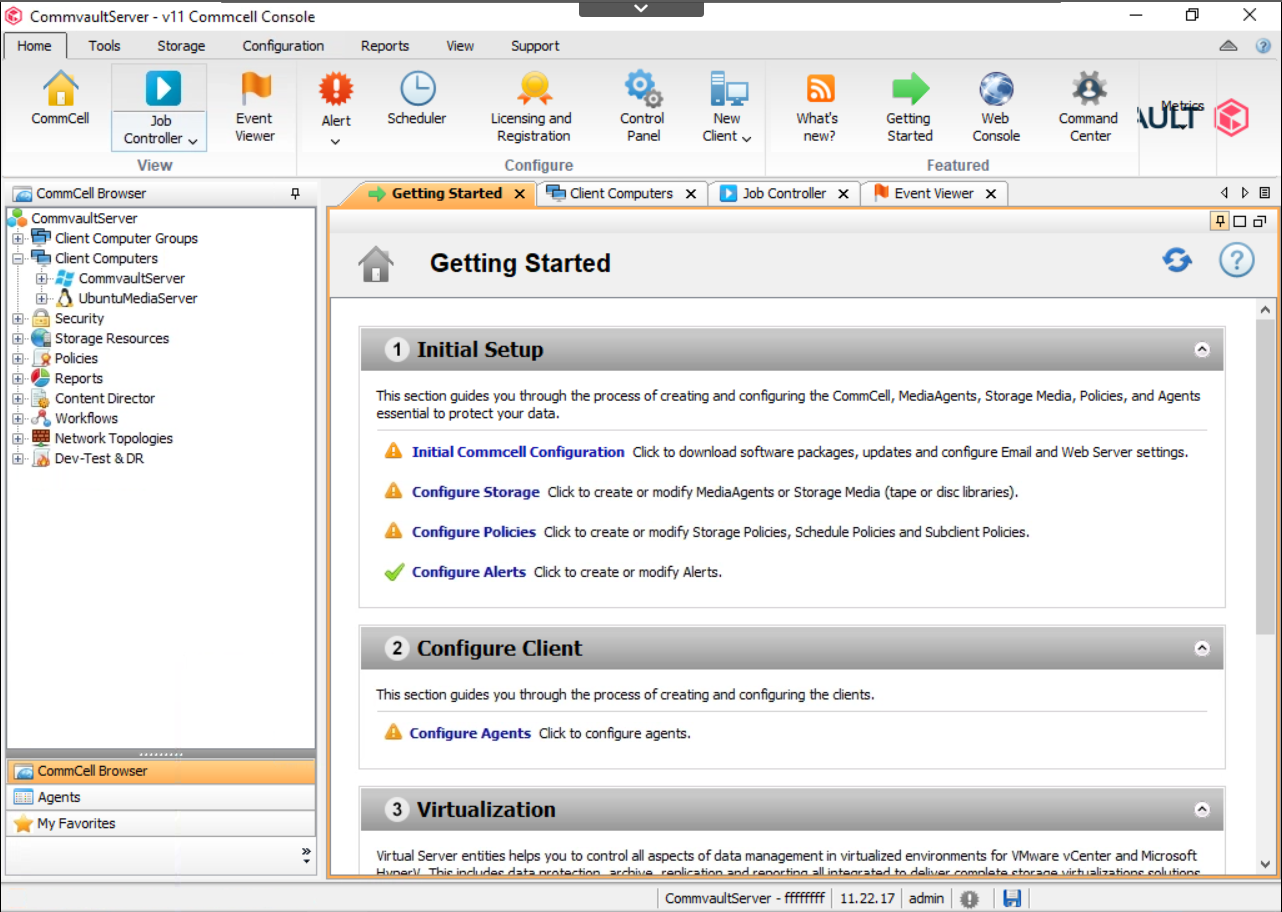 CommvaultServer - v11 Commcell Console
Home Tools Storage Configuration Reports View Support
CommCell
Job Controller
Event Viewer
Alert
Scheduler
Licensing and Registration
Control Panel
New Client
What's new?
Getting Started
Web Console
Command Center
Metrics
AULT
View Configure Featured
CommCell Browser
Getting Started Client Computers Job Controller Event Viewer
CommvaultServer
Client Computer Groups
Client Computers
CommvaultServer
UbuntuMediaServer
Security
Storage Resources
Policies
Reports
Content Director
Workflows
Network Topologies
Dev-Test & DR
CommCell Browser
Agents
My Favorites
Getting Started
1 Initial Setup
This section guides you through the process of creating and configuring the CommCell, MediaAgents, Storage Media, Policies, and Agents
essential to protect your data.
Initial Commcell Configuration Click to download software packages, updates and configure Email and Web Server settings.
Configure Storage Click to create or modify MediaAgents or Storage Media (tape or disc libraries).
Configure Policies Click to create or modify Storage Policies, Schedule Policies and Subclient Policies.
Configure Alerts Click to create or modify Alerts.
2 Configure Client
This section guides you through the process of creating and configuring the clients.
Configure Agents Click to configure agents.
3 Virtualization
Virtual Server entities helps you to control all aspects of data management in virtualized environments for VMware vCenter and Microsoft
HyperV. This includes data protection, archive, replication and reporting all integrated to deliver complete storage virtualizations solutions
CommvaultServer - ffffffff 11.22.17 admin